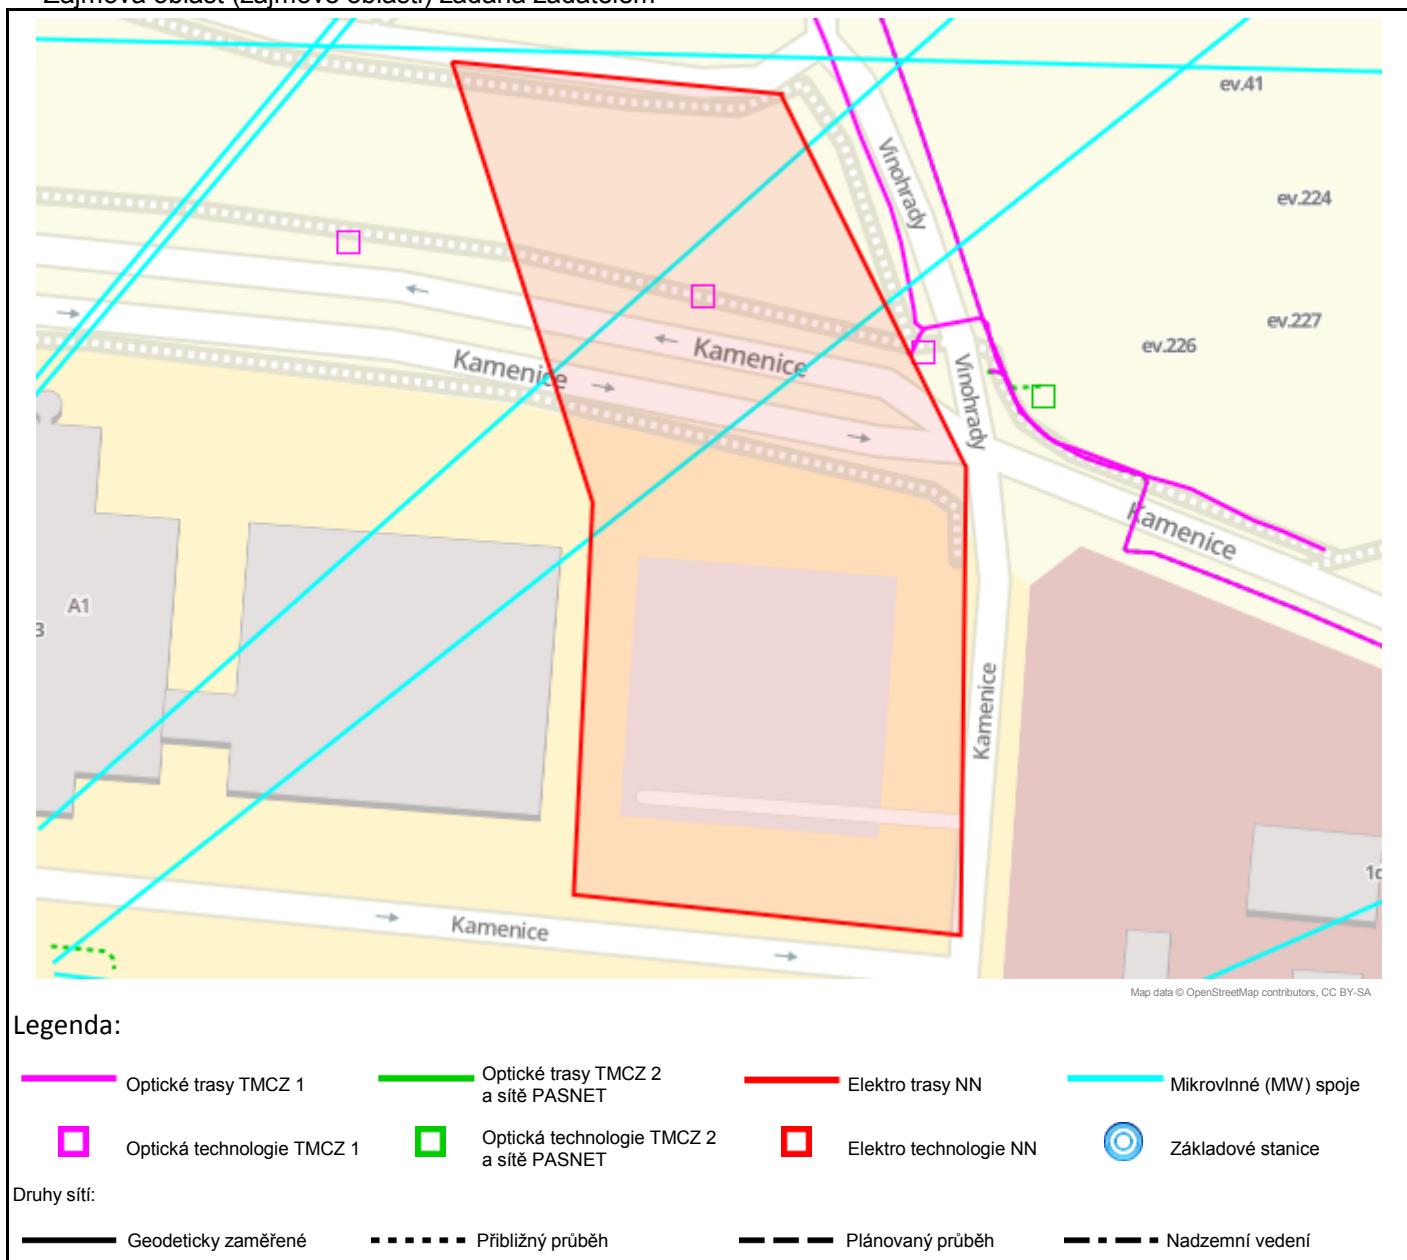 Zájmová oblast (zájmové oblasti) zadaná žadatelem
ev.41
Vinohrady
ev.224
ev.227
ev.226
Kamenice
Kamenice
Vinohrady
Kamenice
A1
3
Kamenice
Kamenice
Map data © OpenStreetMap contributors, CC BY-SA
Legenda:
Optické trasy TMCZ 1
Optické trasy TMCZ 2
a sítě PASNET
Elektro trasy NN
Mikrovlnné (MW) spoje
Optická technologie TMCZ 1
Optická technologie TMCZ 2
a sítě PASNET
Elektro technologie NN
Základové stanice
Druhy sítí:
Geodeticky zaměřené
Přibližný průběh
Plánovaný průběh
Nadzemní vedení